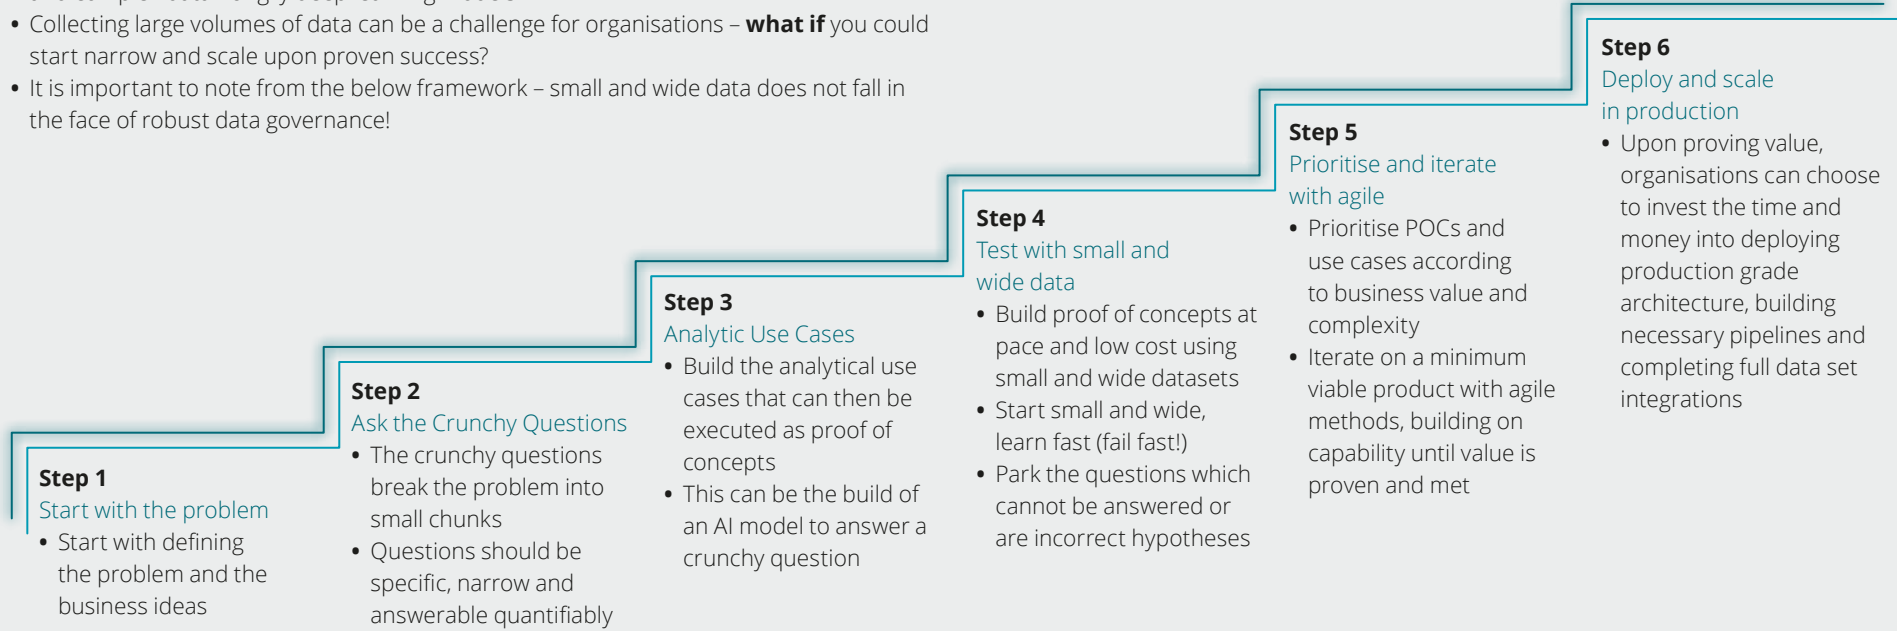 • Collecting large volumes of data can be a challenge for organisations – what if you could
start narrow and scale upon proven success?
• It is important to note from the below framework – small and wide data does not fall in
the face of robust data governance!
Step 1
Start with the problem
• Start with defining
the problem and the
business ideas
Step 2
Ask the Crunchy Questions
• The crunchy questions
break the problem into
small chunks
• Questions should be
specific, narrow and
answerable quantifiably
Step 3
Analytic Use Cases
• Build the analytical use
cases that can then be
executed as proof of
concepts
• This can be the build of
an AI model to answer a
crunchy question
Step 4
Test with small and
wide data
• Build proof of concepts at
pace and low cost using
small and wide datasets
• Start small and wide,
learn fast (fail fast!)
• Park the questions which
cannot be answered or
are incorrect hypotheses
Step 5
Prioritise and iterate
with agile
• Prioritise POCs and
use cases according
to business value and
complexity
• Iterate on a minimum
viable product with agile
methods, building on
capability until value is
proven and met
Step 6
Deploy and scale
in production
• Upon proving value,
organisations can choose
to invest the time and
money into deploying
production grade
architecture, building
necessary pipelines and
completing full data set
integrations